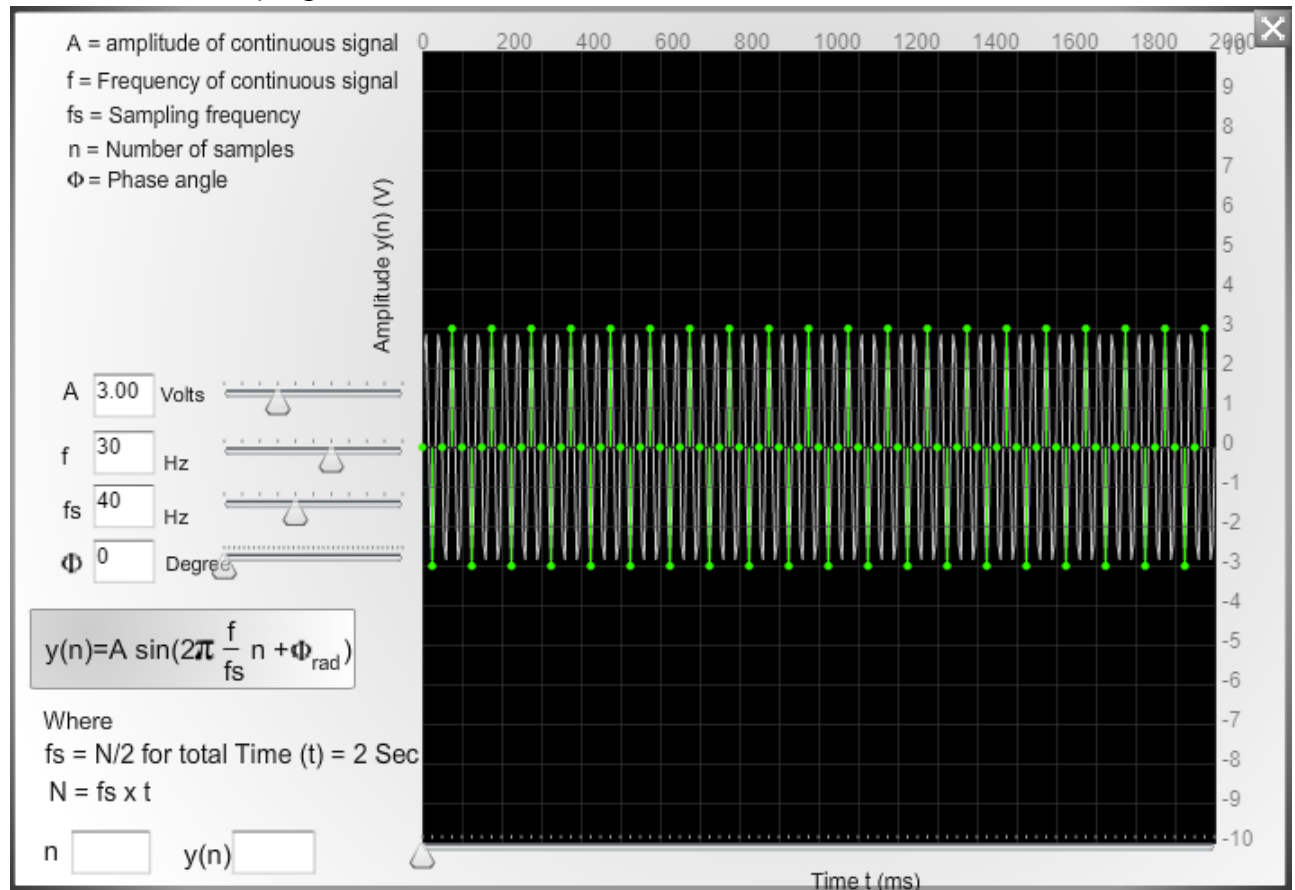 A = amplitude of continuous signal
f = Frequency of continuous signal
fs = Sampling frequency
n = Number of samples
Φ = Phase angle
0 200 400 600 800 1000 1200 1400 1600 1800 2000
10
9
8
7
6
5
4
3
2
1
0
-1
-2
-3
-4
-5
-6
-7
-8
-9
-10
Amplitude y(n) (V)
A 3.00 Volts
f 30 Hz
fs 40 Hz
Φ 0 Degree
y(n)=A sin(2π f/fs n +Φrad)
Where
fs = N/2 for total Time (t) = 2 Sec
N = fs x t
n y(n)
Time t (ms)